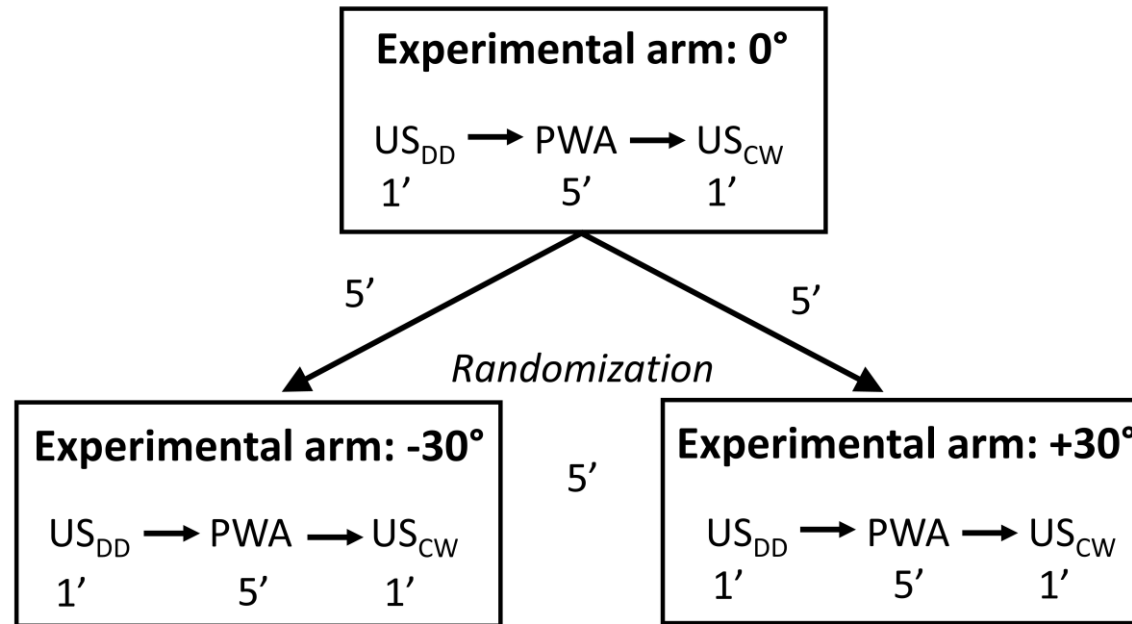 Experimental arm: 0°
US_DD → PWA → US_CW
1′ 5′ 1′
5′ 5′
Randomization
Experimental arm: -30°
US_DD → PWA → US_CW
1′ 5′ 1′
5′
Experimental arm: +30°
US_DD → PWA → US_CW
1′ 5′ 1′